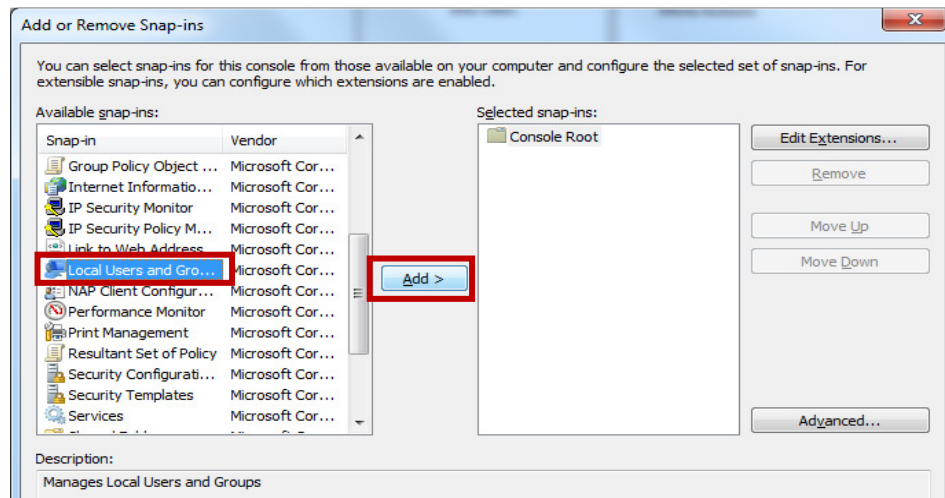 Add or Remove Snap-ins
You can select snap-ins for this console from those available on your computer and configure the selected set of snap-ins. For
extensible snap-ins, you can configure which extensions are enabled.
Available snap-ins:
Selected snap-ins:
Snap-in Vendor
Group Policy Object ... Microsoft Cor...
Internet Informatio... Microsoft Cor...
IP Security Monitor Microsoft Cor...
IP Security Policy M... Microsoft Cor...
Link to Web Address Microsoft Cor...
Local Users and Gro... Microsoft Cor...
NAP Client Configur... Microsoft Cor...
Performance Monitor Microsoft Cor...
Print Management Microsoft Cor...
Resultant Set of Policy Microsoft Cor...
Security Configurati... Microsoft Cor...
Security Templates Microsoft Cor...
Services Microsoft Cor...
Add >
Console Root
Edit Extensions...
Remove
Move Up
Move Down
Advanced...
Description:
Manages Local Users and Groups